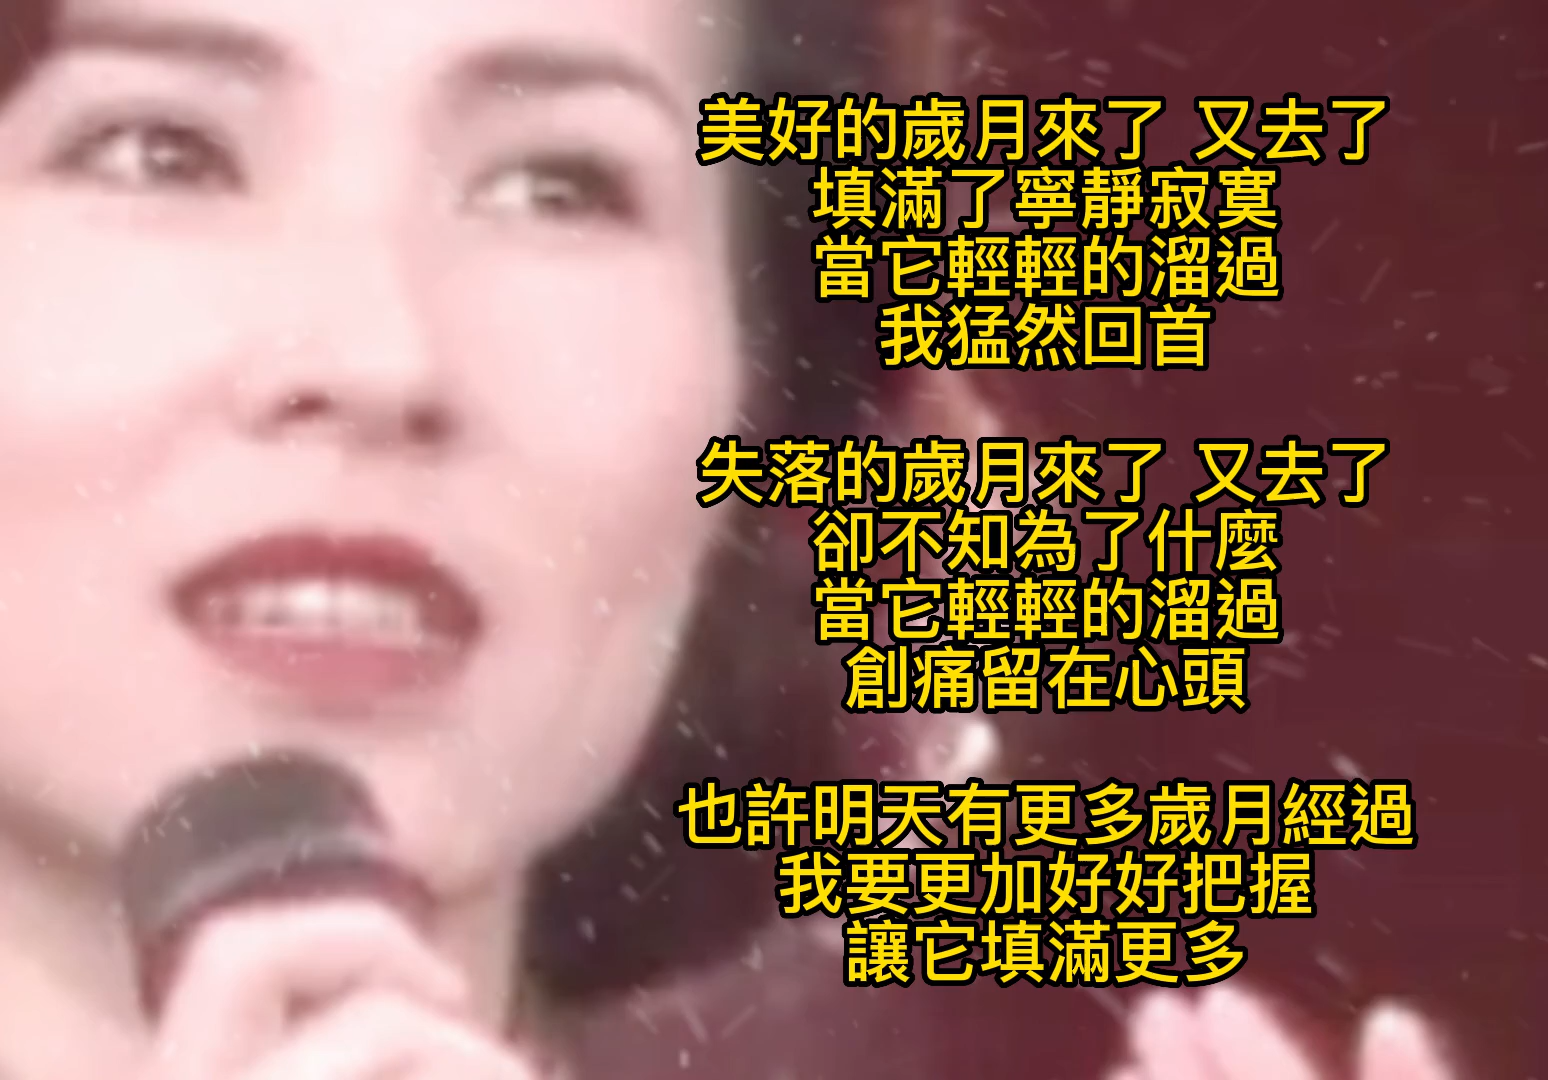 美好的歲月來了 又去了
填滿了寧靜寂寞
當它輕輕的溜過
我猛然回首
失落的歲月來了 又去了
卻不知為了什麼
當它輕輕的溜過
創痛留在心頭
也許明天有更多歲月經過
我要更加好好把握
讓它填滿更多